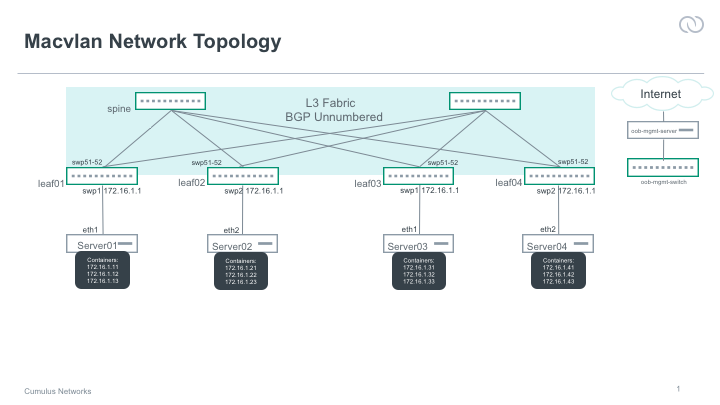 Macvlan Network Topology
Internet
L3 Fabric
BGP Unnumbered
spine
oob-mgmt-server
oob-mgmt-switch
swp51-52
swp51-52
swp51-52
swp51-52
leaf01
leaf02
leaf03
leaf04
swp1 172.16.1.1
swp2 172.16.1.1
swp1 172.16.1.1
swp2 172.16.1.1
eth1
eth2
eth1
eth2
Server01
Server02
Server03
Server04
Containers:
172.16.1.11
172.16.1.12
172.16.1.13
Containers:
172.16.1.21
172.16.1.22
172.16.1.23
Containers:
172.16.1.31
172.16.1.32
172.16.1.33
Containers:
172.16.1.41
172.16.1.42
172.16.1.43
Cumulus Networks
1